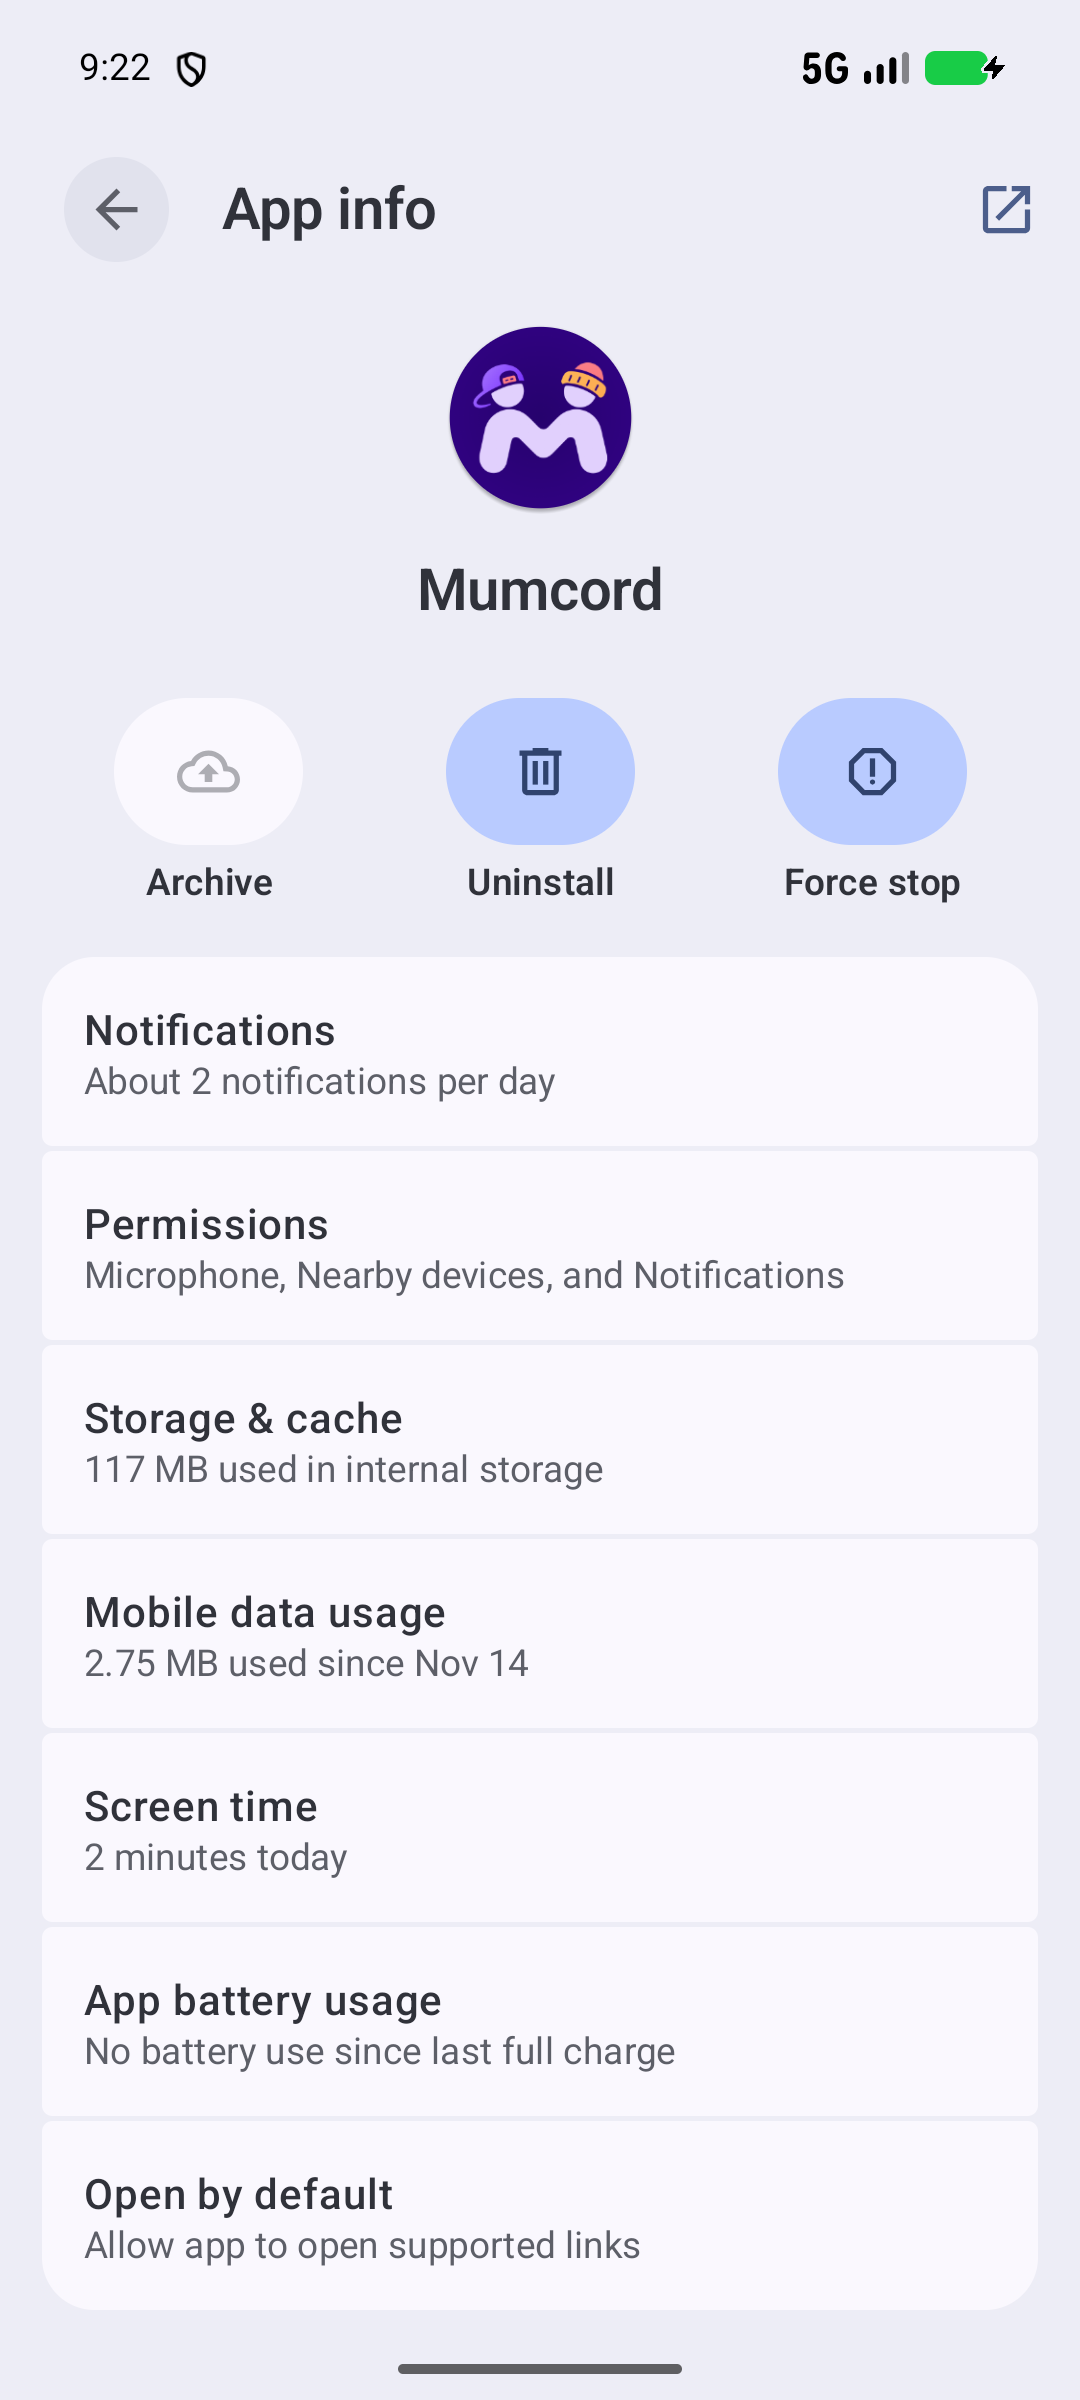 9:22
5G
App info
Mumcord
Archive
Uninstall
Force stop
Notifications
About 2 notifications per day
Permissions
Microphone, Nearby devices, and Notifications
Storage & cache
117 MB used in internal storage
Mobile data usage
2.75 MB used since Nov 14
Screen time
2 minutes today
App battery usage
No battery use since last full charge
Open by default
Allow app to open supported links